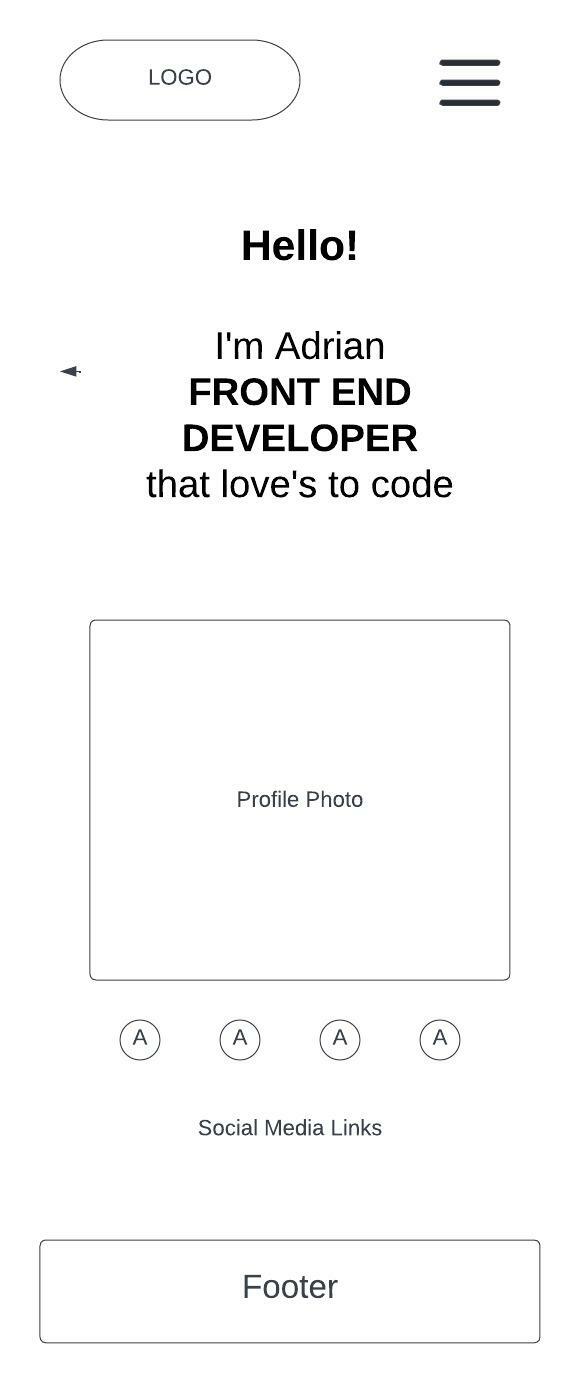 LOGO
Hello!
I'm Adrian
FRONT END
DEVELOPER
that love's to code
Profile Photo
A A A A
Social Media Links
Footer